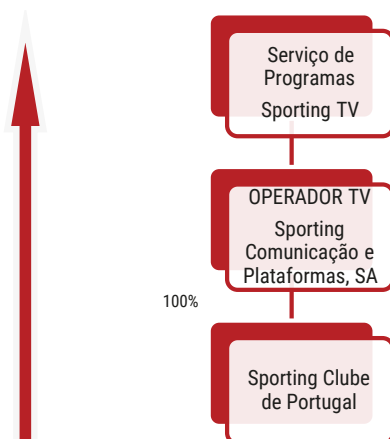 Serviço de
Programas
Sporting TV
OPERADOR TV
Sporting
Comunicação e
Plataformas, SA
100%
Sporting Clube
de Portugal